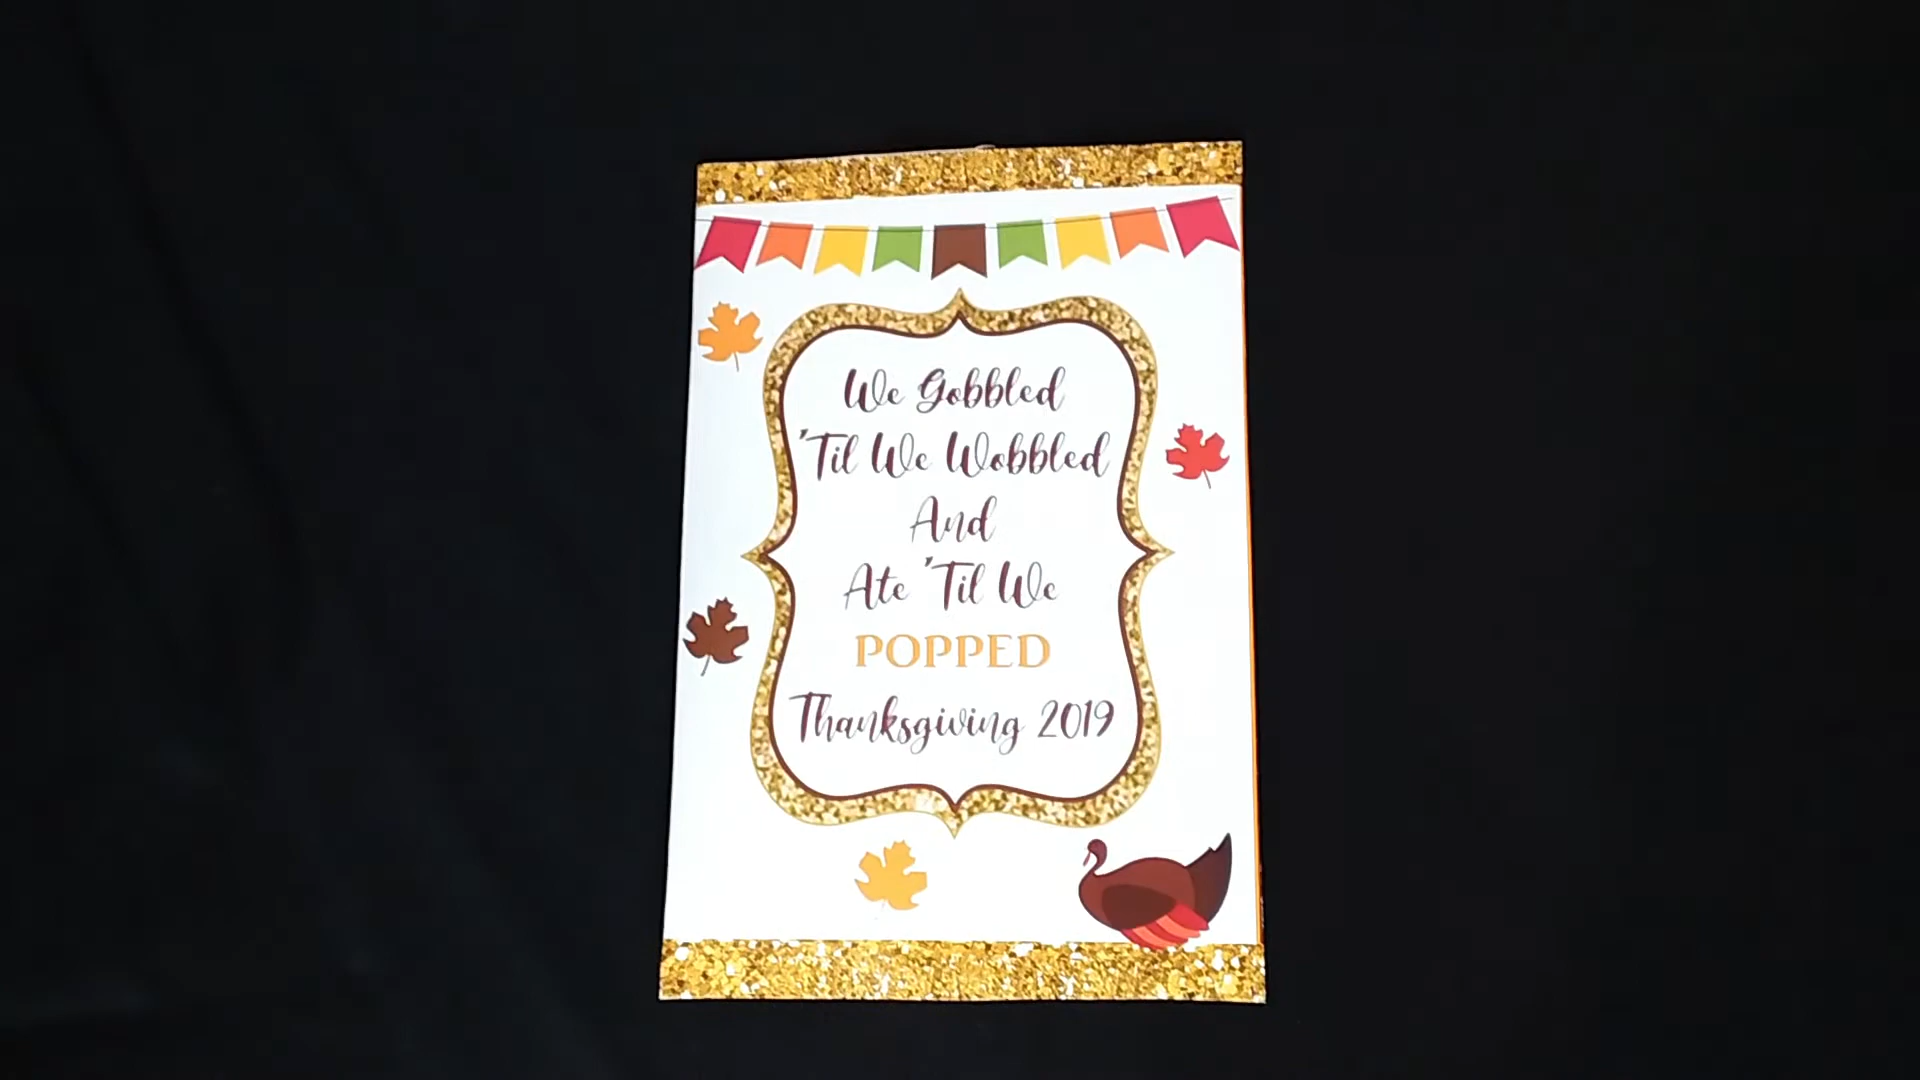 We Gobbled
'Til We Wobbled
And
Ate 'Til We
POPPED
Thanksgiving 2019